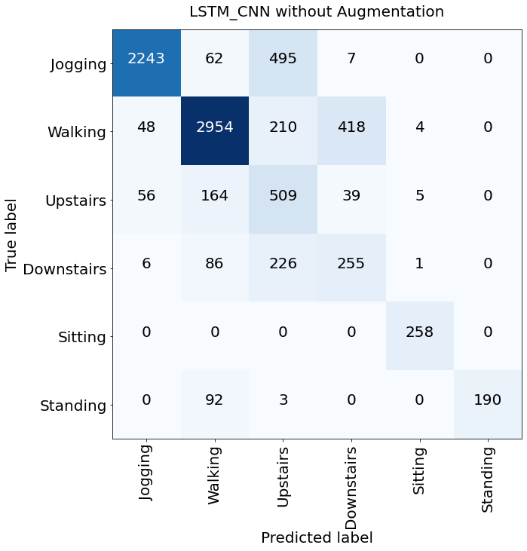 LSTM_CNN without Augmentation
True label
Jogging 2243 62 495 7 0 0
Walking 48 2954 210 418 4 0
Upstairs 56 164 509 39 5 0
Downstairs 6 86 226 255 1 0
Sitting 0 0 0 0 258 0
Standing 0 92 3 0 0 190
Jogging Walking Upstairs Downstairs Sitting Standing
Predicted label